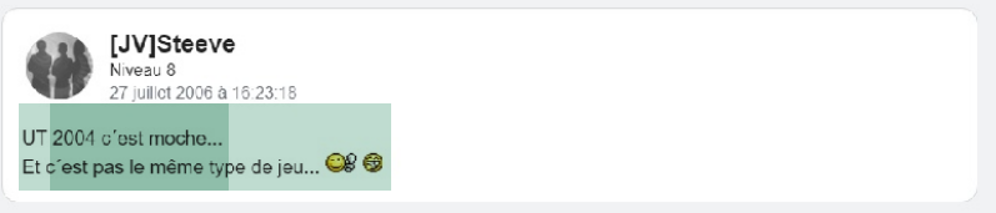 [JV]Steeve
Niveau 8
27 juillet 2006 à 16:23:18
UT 2004 c´est moche...
Et c´est pas le même type de jeu...